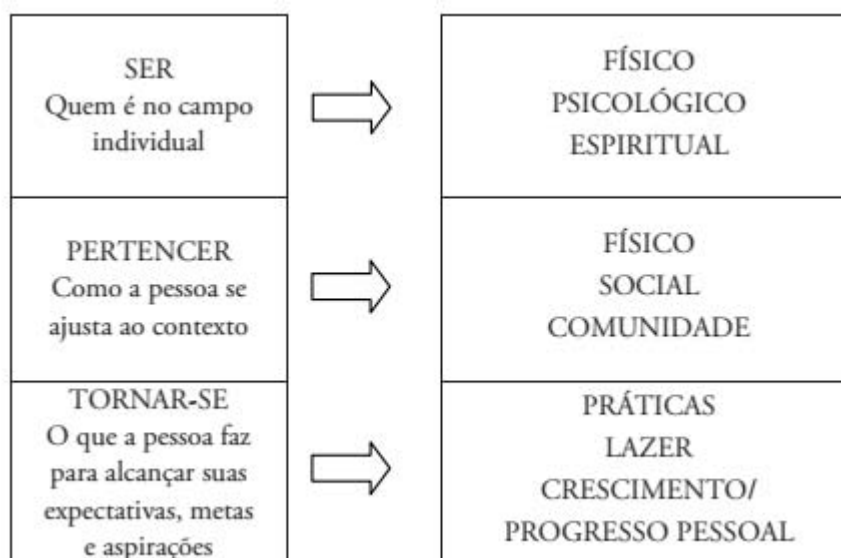 SER
Quem é no campo
individual
FÍSICO
PSICOLÓGICO
ESPIRITUAL
PERTENCER
Como a pessoa se
ajusta ao contexto
FÍSICO
SOCIAL
COMUNIDADE
TORNAR-SE
O que a pessoa faz
para alcançar suas
expectativas, metas
e aspirações
PRÁTICAS
LAZER
CRESCIMENTO/
PROGRESSO PESSOAL